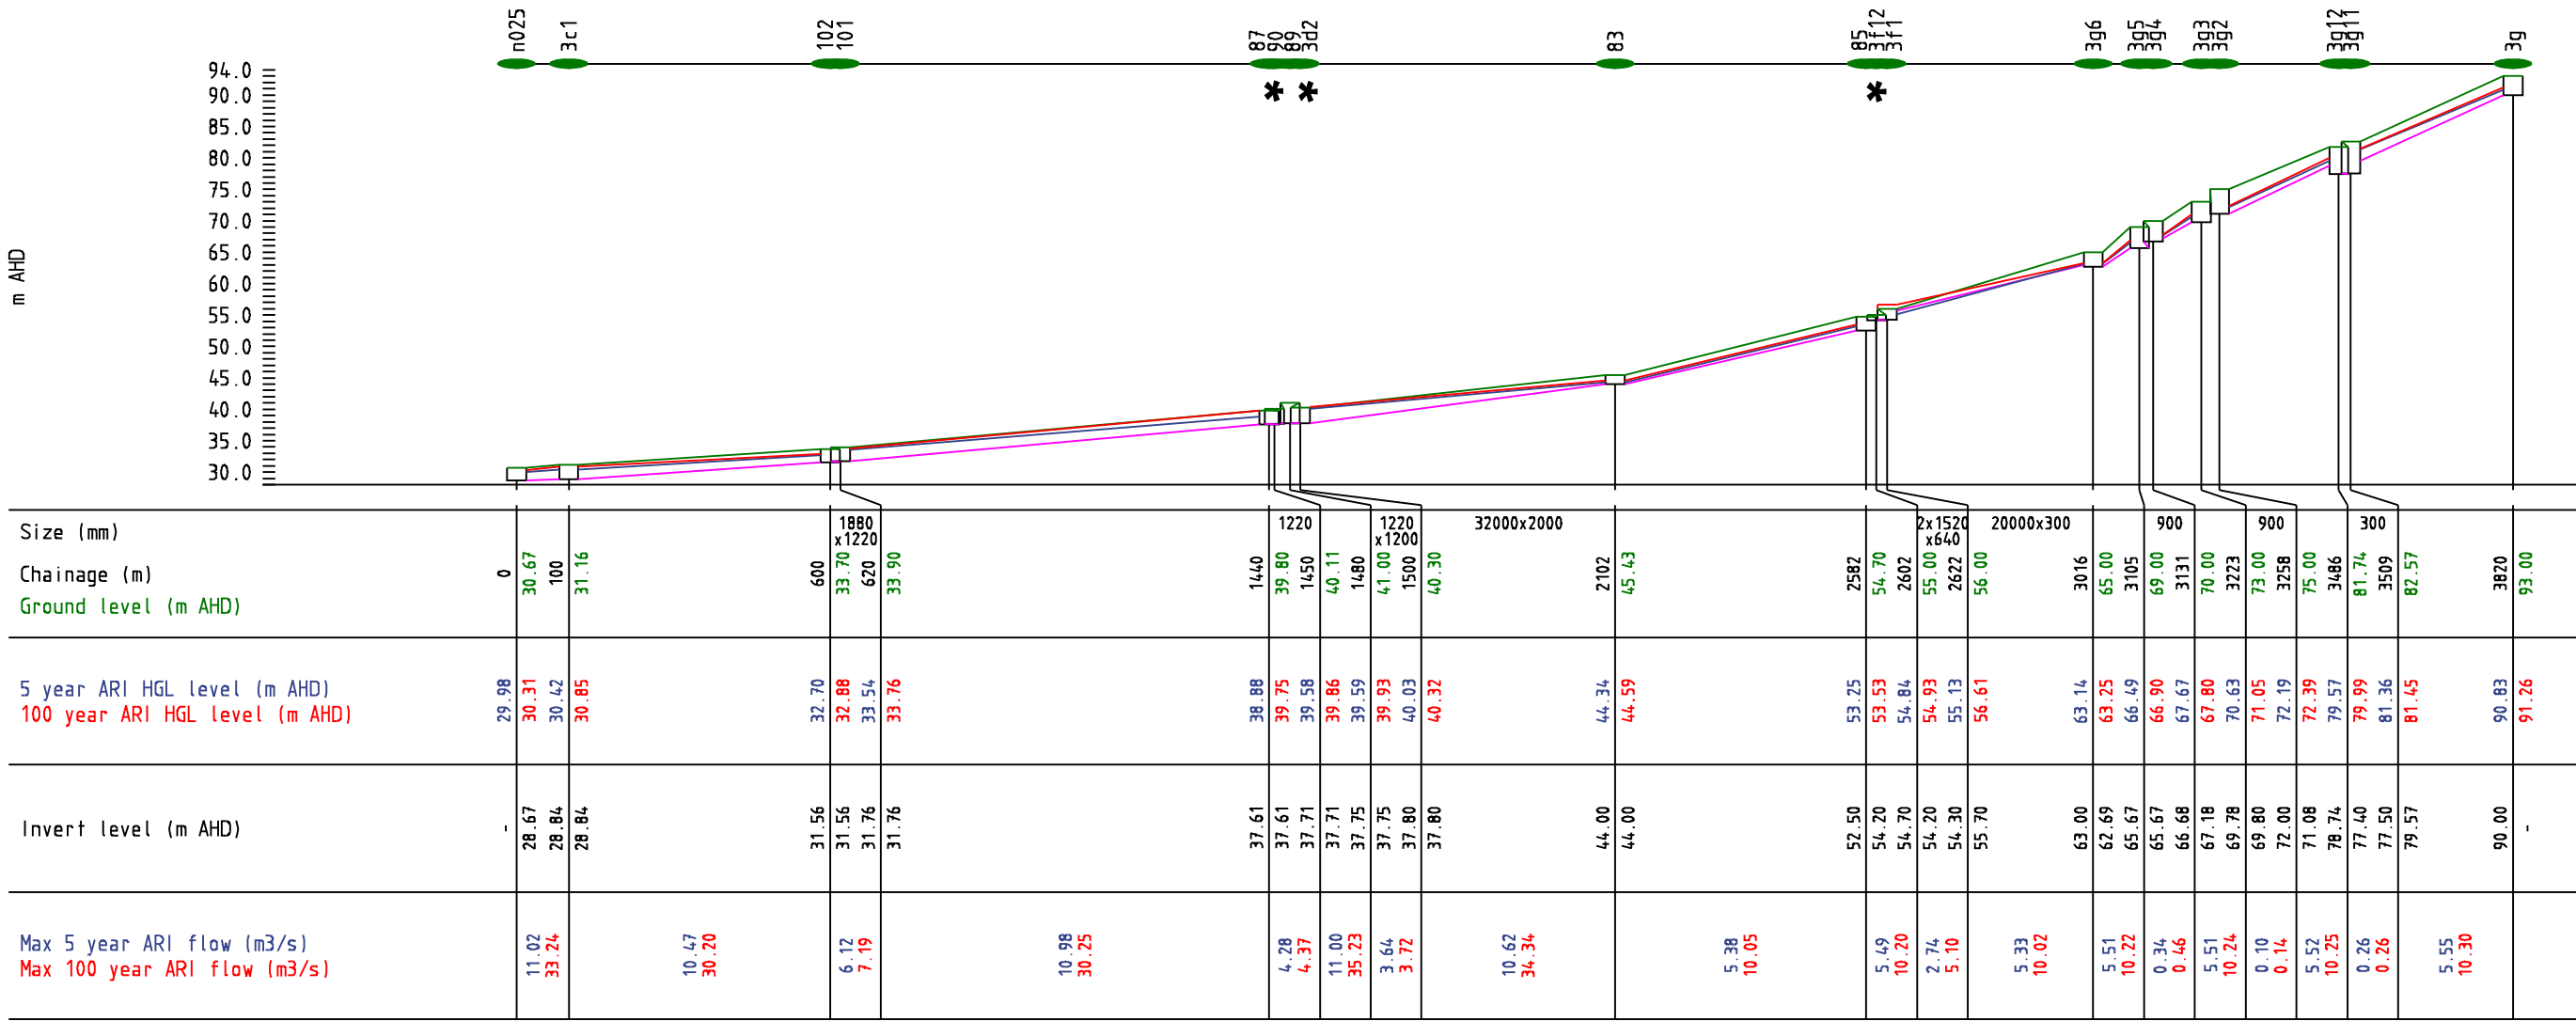 n025 3c1 102 101 87 90 89 3d2 83 85 3f12 3f1 3g6 3g5 3g4 3g3 3g2 3g12 3g11 3g
* * *
m AHD
94.0
90.0
85.0
80.0
75.0
70.0
65.0
60.0
55.0
50.0
45.0
40.0
35.0
30.0
Size (mm)
1880 x1220 1220 1220 x1200 32000x2000 2x1520 x640 20000x300 900 900 300
Chainage (m)
0 100 600 620 1440 1450 1480 1500 2102 2582 2602 2622 3016 3105 3131 3223 3258 3486 3509 3820
Ground level (m AHD)
30.67 31.16 33.70 33.90 39.80 40.11 41.00 40.30 45.43 54.70 55.00 56.00 65.00 69.00 70.00 73.00 75.00 81.74 82.57 93.00
5 year ARI HGL level (m AHD)
29.98 30.42 32.70 33.54 38.88 39.58 39.59 40.03 44.34 53.25 54.84 55.13 63.14 66.49 67.67 70.63 72.19 79.57 81.36 90.83
100 year ARI HGL level (m AHD)
30.31 30.85 32.88 33.76 39.75 39.86 39.93 40.32 44.59 53.53 54.93 56.61 63.25 66.90 67.80 71.05 72.39 79.99 81.45 91.26
Invert level (m AHD)
- 28.67 28.84 28.84 31.56 31.56 31.76 31.76 37.61 37.61 37.71 37.71 37.75 37.75 37.80 37.80 44.00 44.00 52.50 54.20 54.70 54.20 54.30 55.70 63.00 62.69 65.67 65.67 66.68 67.18 69.78 69.80 72.00 71.08 78.74 77.40 77.50 79.57 90.00 -
Max 5 year ARI flow (m3/s)
11.02 10.47 6.12 10.98 4.28 11.00 3.64 10.62 5.38 5.49 2.74 5.33 5.51 0.34 5.51 0.10 5.52 0.26 5.55
Max 100 year ARI flow (m3/s)
33.24 30.20 7.19 30.25 4.37 35.23 3.72 34.34 10.05 10.20 5.10 10.02 10.22 0.46 10.24 0.14 10.25 0.26 10.30